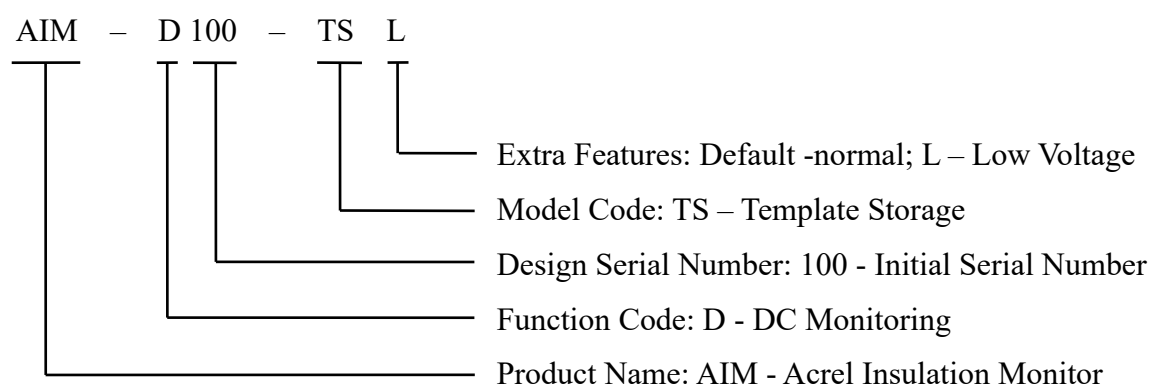 AIM – D 100 – TS L
Extra Features: Default -normal; L – Low Voltage
Model Code: TS – Template Storage
Design Serial Number: 100 - Initial Serial Number
Function Code: D - DC Monitoring
Product Name: AIM - Acrel Insulation Monitor